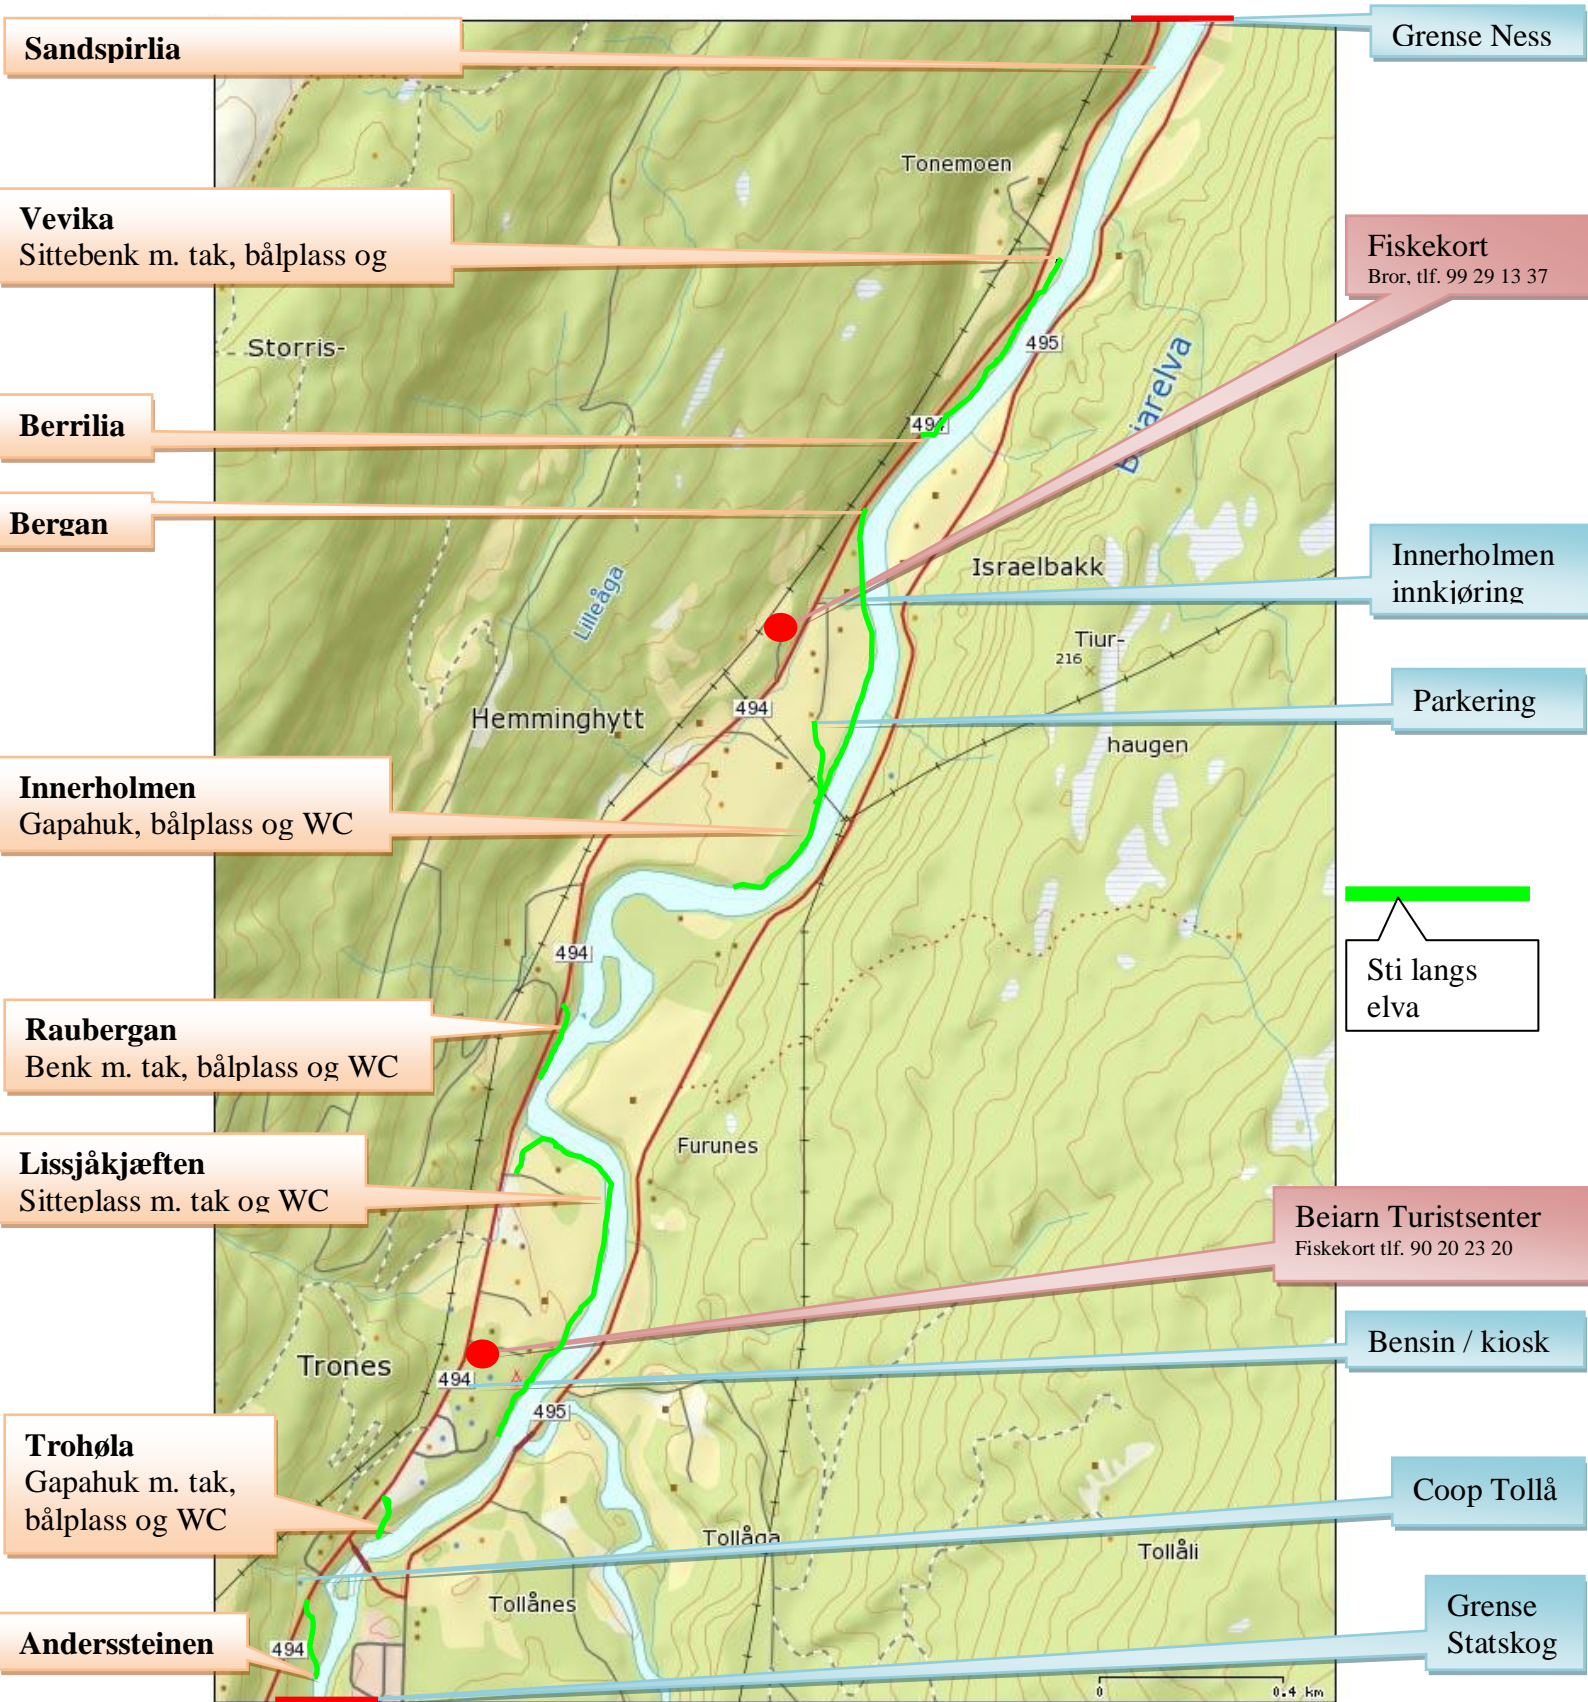 Sandspirlia
Grense Ness
Tonemoen
Vevika
Sittebenk m. tak, bålplass og
Fiskekort
Bror, tlf. 99 29 13 37
Storris-
495
Beiarelva
Berrilia
494
Bergan
Israelbakk
Innerholmen
innkjøring
Lilleåga
Tiur-
216
haugen
Hemminghytt
494
Parkering
Innerholmen
Gapahuk, bålplass og WC
494
Sti langs
elva
Raubergan
Benk m. tak, bålplass og WC
Furunes
Lissjåkjæften
Sitteplass m. tak og WC
Beiarn Turistsenter
Fiskekort tlf. 90 20 23 20
Bensin / kiosk
Trones
494
495
Trohøla
Gapahuk m. tak,
bålplass og WC
Coop Tollå
Tollåga
Tollåli
Tollånes
Grense
Statskog
Anderssteinen
494
0 0.4 km